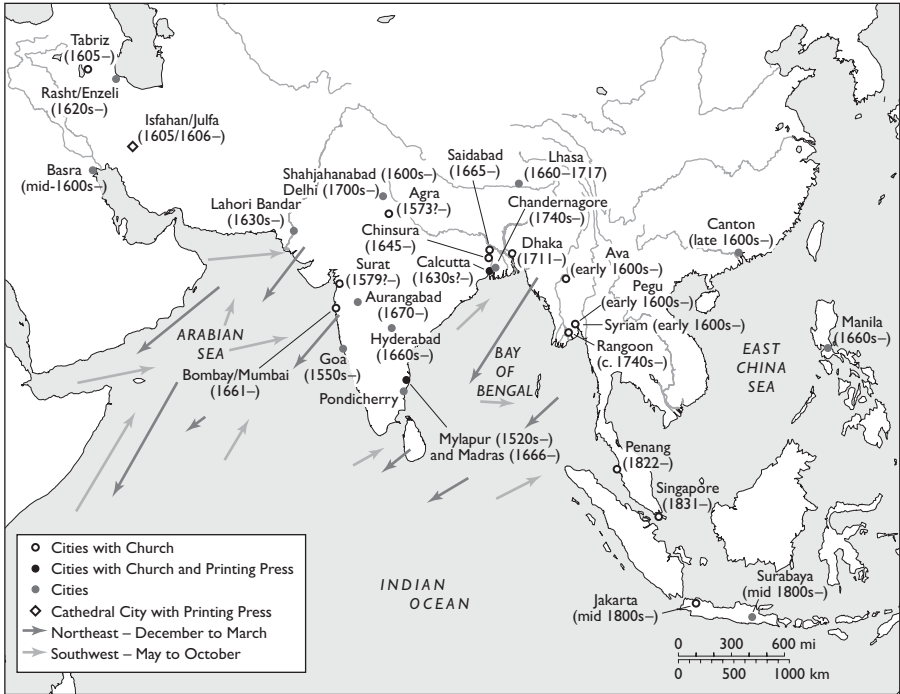 Tabriz
(1605–)
Rasht/Enzeli
(1620s–)
Isfahan/Julfa
(1605/1606–)
Basra
(mid-1600s–)
Lahori Bandar
(1630s–)
Shahjahanabad (1600s–)
Delhi (1700s–)
Agra
(1573?–)
Saidabad
(1665–)
Lhasa
(1660–1717)
Chandernagore
(1740s–)
Chinsura
(1645–)
Calcutta
(1630s?–)
Dhaka
(1711–)
Ava
(early 1600s–)
Pegu
(early 1600s–)
Syriam (early 1600s–)
Rangoon
(c. 1740s–)
Canton
(late 1600s–)
Manila
(1660s–)
Surat
(1579?–)
Aurangabad
(1670–)
Hyderabad
(1660s–)
Goa
(1550s–)
Bombay/Mumbai
(1661–)
Pondicherry
Mylapur (1520s–)
and Madras (1666–)
ARABIAN
SEA
BAY
OF
BENGAL
EAST
CHINA
SEA
Penang
(1822–)
Singapore
(1831–)
INDIAN
OCEAN
Jakarta
(mid 1800s–)
Surabaya
(mid 1800s–)
Cities with Church
Cities with Church and Printing Press
Cities
Cathedral City with Printing Press
Northeast – December to March
Southwest – May to October
0 300 600 mi
0 500 1000 km